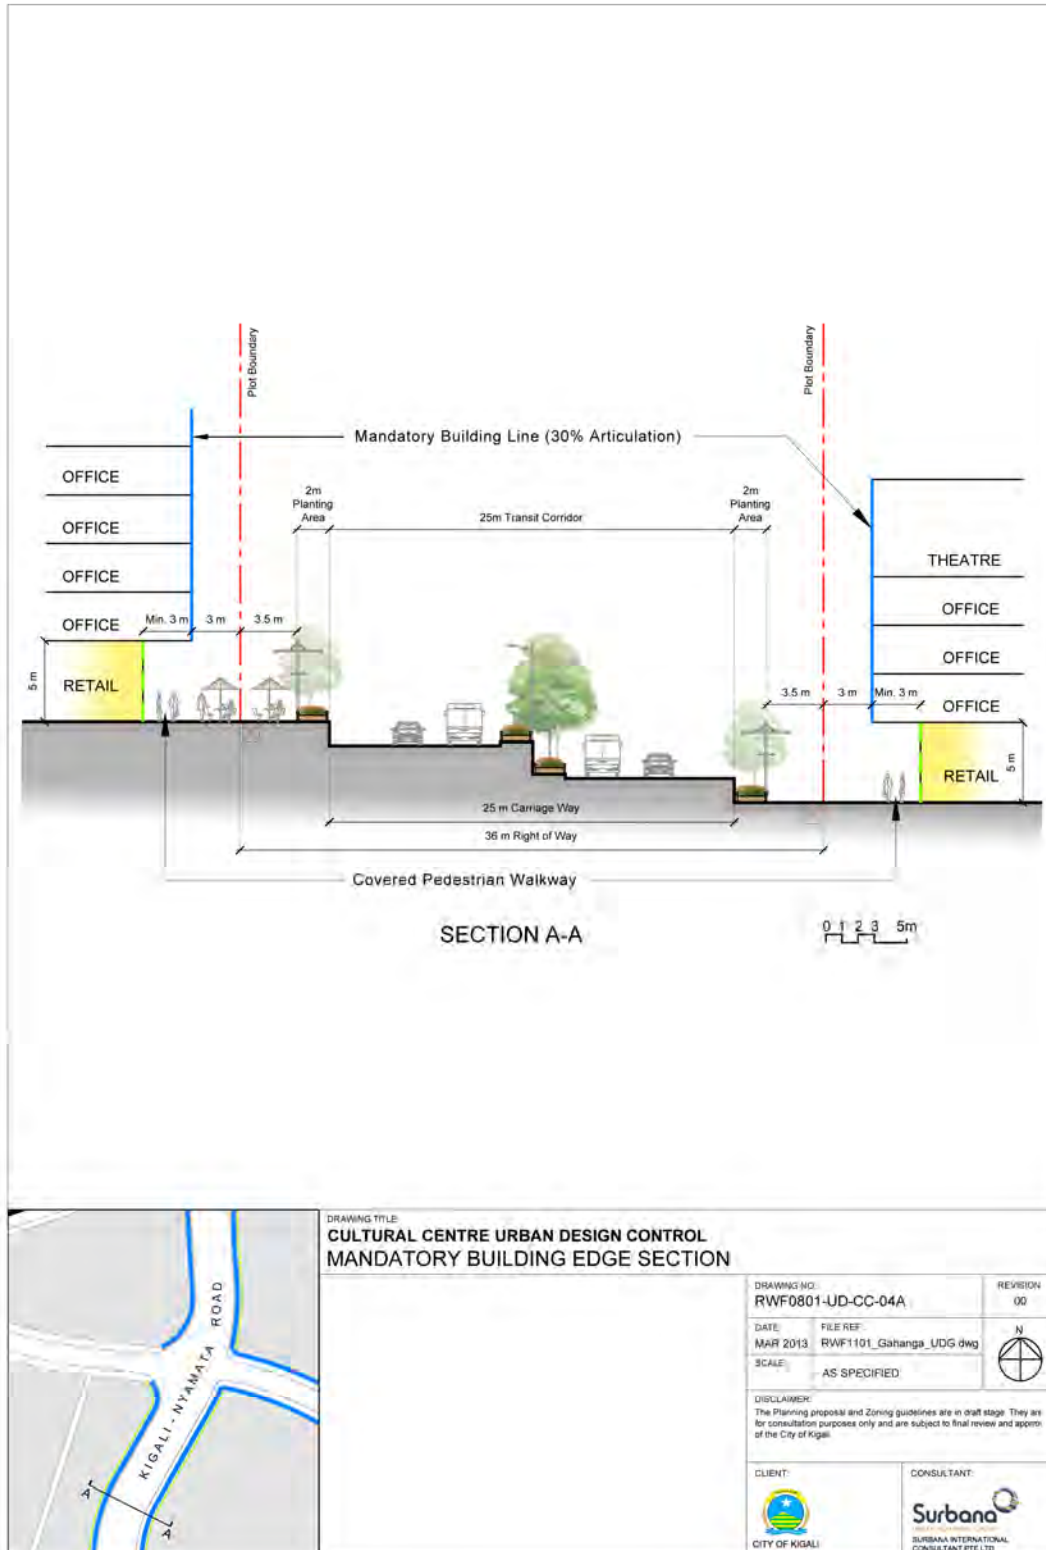 Plot Boundary
Plot Boundary
Mandatory Building Line (30% Articulation)
OFFICE
OFFICE
OFFICE
OFFICE
RETAIL
5 m
Min. 3 m
3 m
3.5 m
2m
Planting
Area
25m Transit Corridor
2m
Planting
Area
THEATRE
OFFICE
OFFICE
OFFICE
RETAIL
5 m
3.5 m
3 m
Min. 3 m
25 m Carriage Way
36 m Right of Way
Covered Pedestrian Walkway
SECTION A-A
0 1 2 3 5m
KIGALI - NYAMATA ROAD
A
A
DRAWING TITLE:
CULTURAL CENTRE URBAN DESIGN CONTROL
MANDATORY BUILDING EDGE SECTION
DRAWING NO:
RWF0801-UD-CC-04A
REVISION
00
DATE:
MAR 2013
FILE REF:
RWF1101_Gahanga_UDG dwg
N
SCALE:
AS SPECIFIED
DISCLAIMER:
The Planning proposal and Zoning guidelines are in draft stage. They are
for consultation purposes only and are subject to final review and approv
of the City of Kigali
CLIENT:
CITY OF KIGALI
CONSULTANT:
Surbana
SURBANA INTERNATIONAL
CONSULTANT PTE LTD